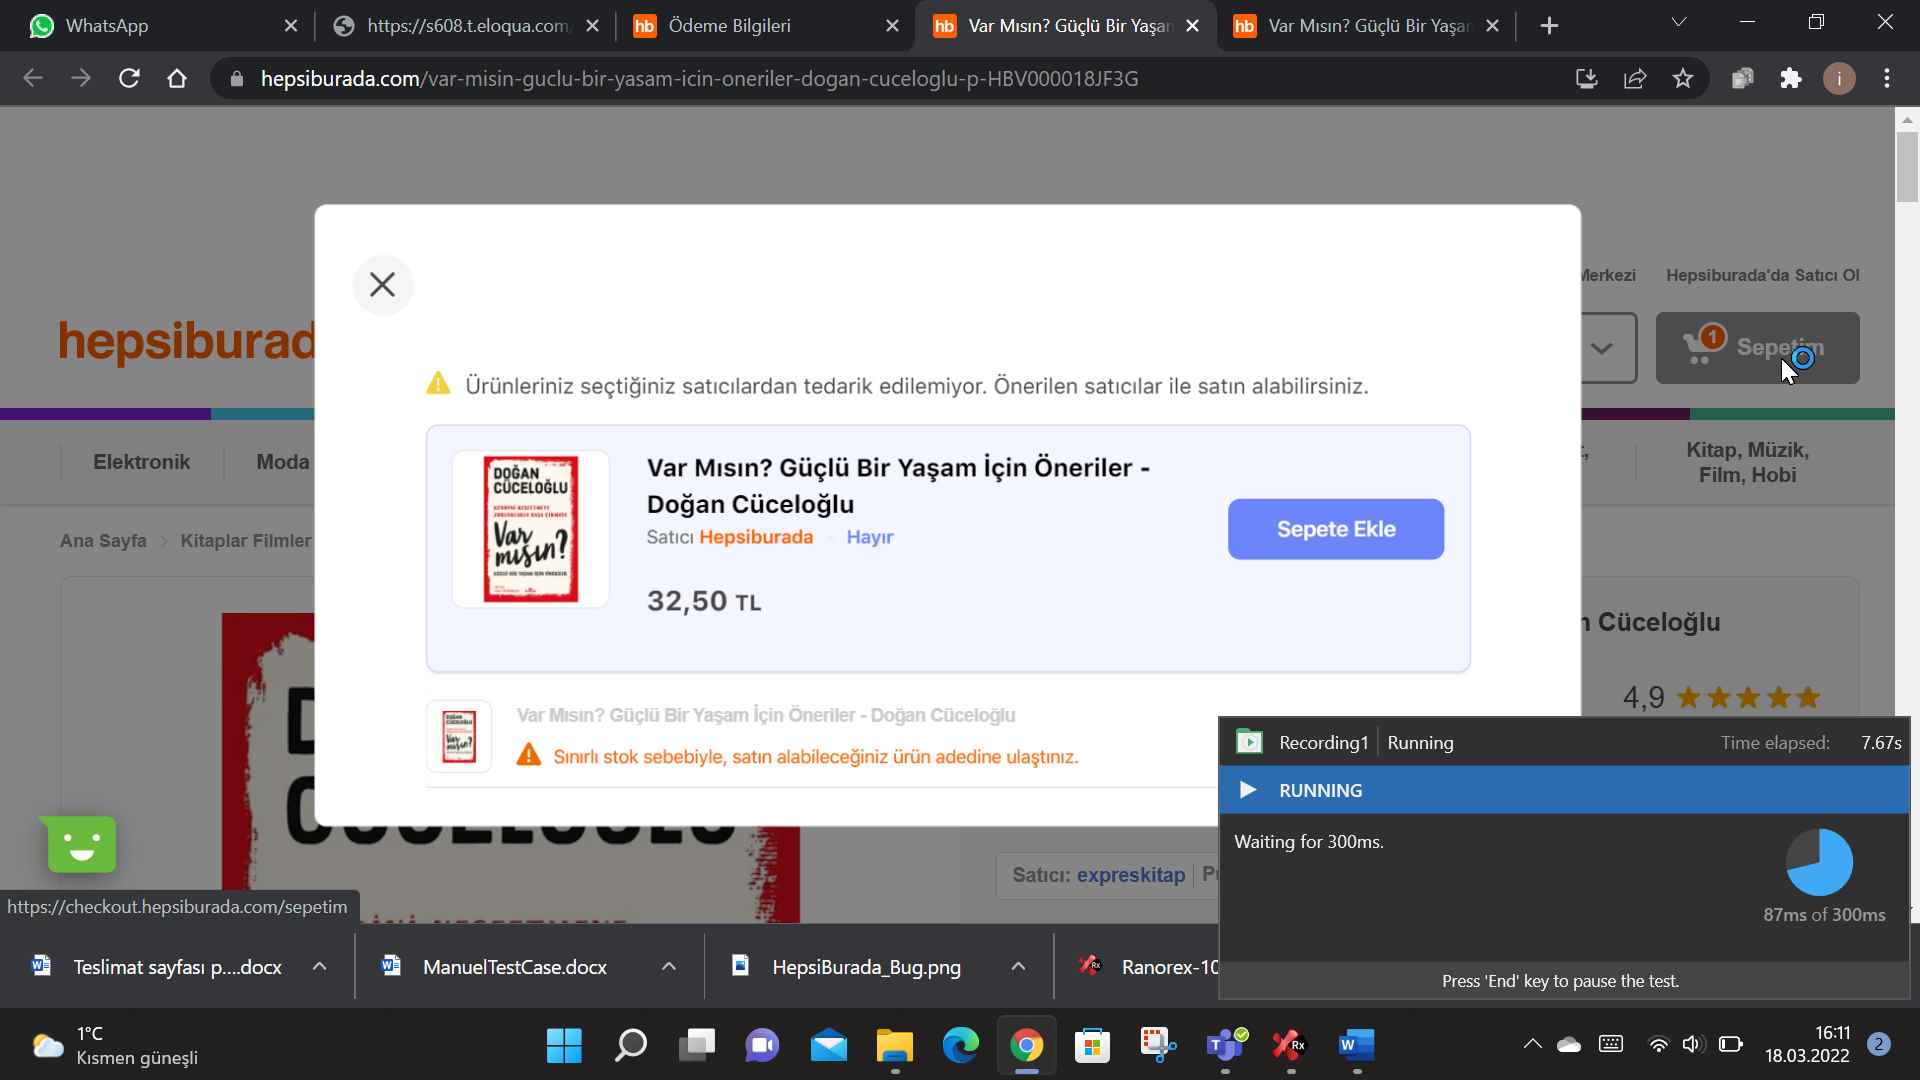 WhatsApp
https://s608.t.eloqua.com/
Ödeme Bilgileri
Var Mısın? Güçlü Bir Yaşam
Var Mısın? Güçlü Bir Yaşam
hepsiburada.com/var-misin-guclu-bir-yasam-icin-oneriler-dogan-cuceloglu-p-HBV000018JF3G
i
Merkezi
Hepsiburada'da Satıcı Ol
hepsiburad
1
Sepetim
Ürünleriniz seçtiğiniz satıcılardan tedarik edilemiyor. Önerilen satıcılar ile satın alabilirsiniz.
Elektronik
Moda
Kitap, Müzik,
Film, Hobi
DOĞAN
CÜCELOĞLU
Var
mısın?
Var Mısın? Güçlü Bir Yaşam İçin Öneriler -
Doğan Cüceloğlu
Satıcı Hepsiburada
Hayır
Sepete Ekle
32,50 TL
Ana Sayfa
Kitaplar Filmler
n Cüceloğlu
4,9
Var Mısın? Güçlü Bir Yaşam İçin Öneriler - Doğan Cüceloğlu
Sınırlı stok sebebiyle, satın alabileceğiniz ürün adedine ulaştınız.
Satıcı: expreskitap
Recording1
Running
Time elapsed: 7.67s
RUNNING
Waiting for 300ms.
87ms of 300ms
Press 'End' key to pause the test.
https://checkout.hepsiburada.com/sepetim
Teslimat sayfası p....docx
ManuelTestCase.docx
HepsiBurada_Bug.png
Ranorex-10
1°C
Kısmen güneşli
16:11
18.03.2022
2